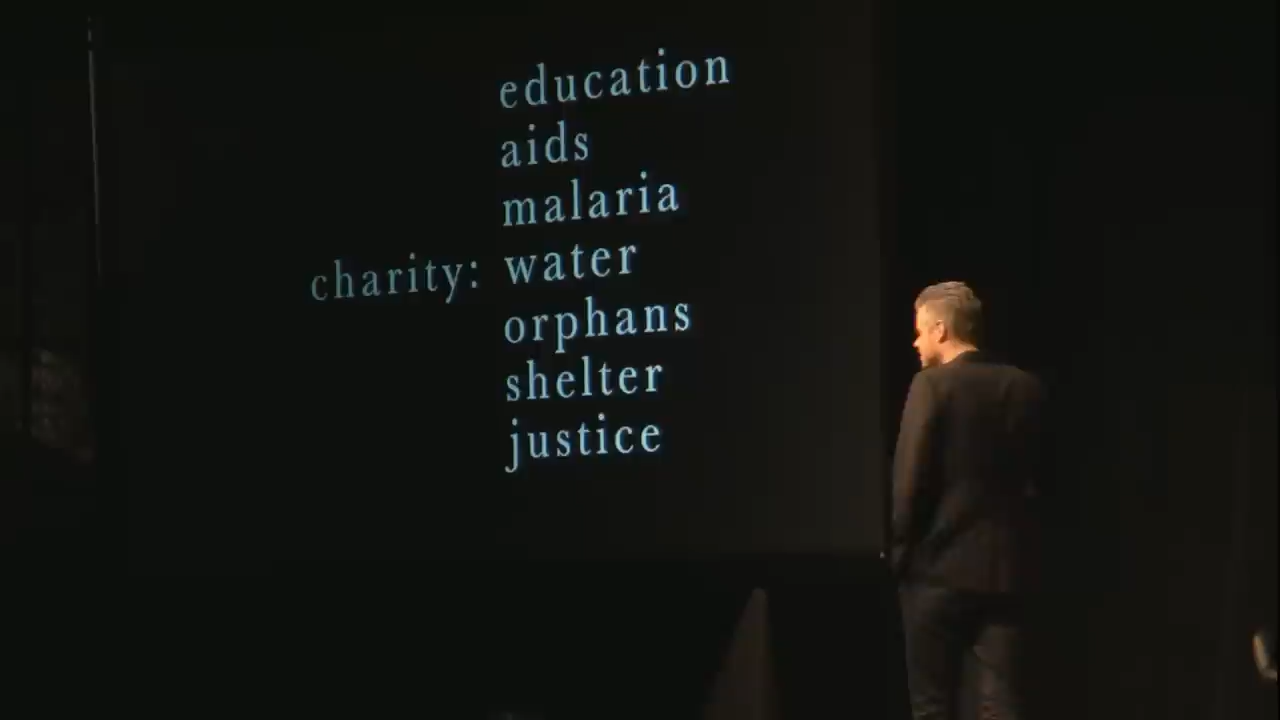 education
aids
malaria
charity: water
orphans
shelter
justice